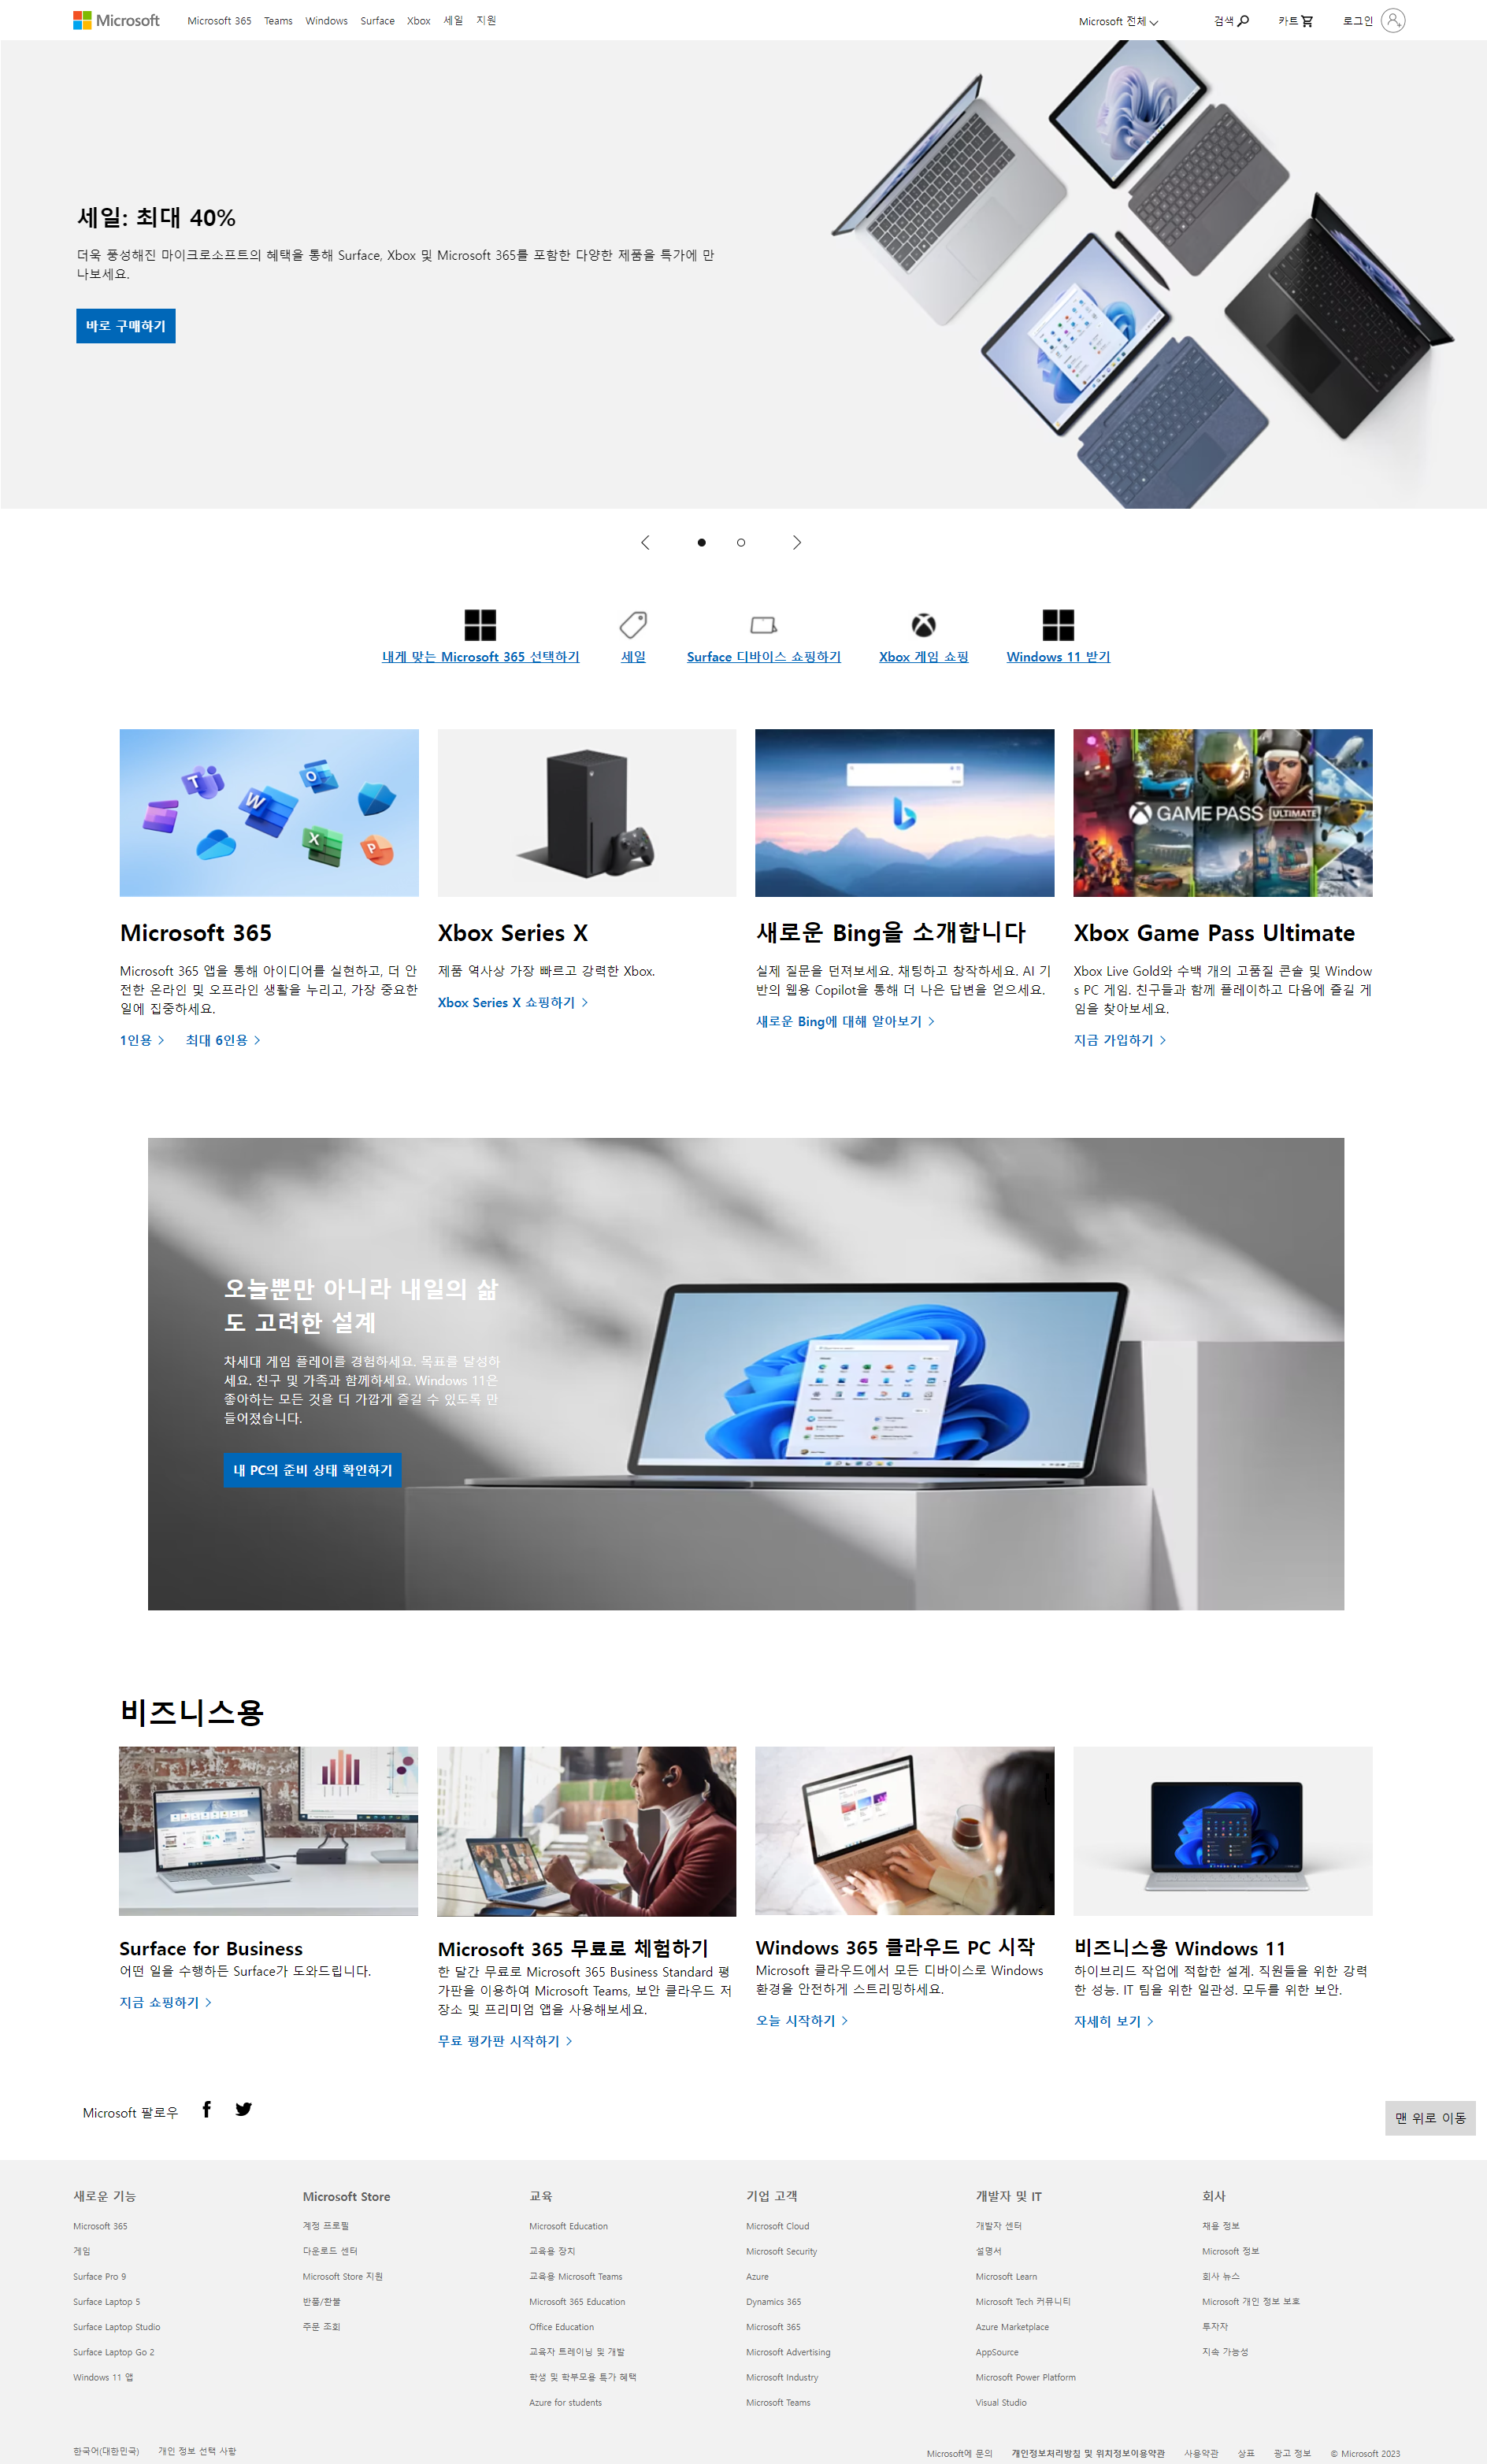 Microsoft
Microsoft 365 Teams Windows Surface Xbox 세일 지원
Microsoft 전체 검색 카트 로그인
세일: 최대 40%
더욱 풍성해진 마이크로소프트의 혜택을 통해 Surface, Xbox 및 Microsoft 365를 포함한 다양한 제품을 특가에 만
나보세요.
바로 구매하기
내게 맞는 Microsoft 365 선택하기 세일 Surface 디바이스 쇼핑하기 Xbox 게임 쇼핑 Windows 11 받기
GAME PASS ULTIMATE
Microsoft 365
Microsoft 365 앱을 통해 아이디어를 실현하고, 더 안
전한 온라인 및 오프라인 생활을 누리고, 가장 중요한
일에 집중하세요.
1인용 최대 6인용
Xbox Series X
제품 역사상 가장 빠르고 강력한 Xbox.
Xbox Series X 쇼핑하기
새로운 Bing을 소개합니다
실제 질문을 던져보세요. 채팅하고 창작하세요. AI 기
반의 웹용 Copilot을 통해 더 나은 답변을 얻으세요.
새로운 Bing에 대해 알아보기
Xbox Game Pass Ultimate
Xbox Live Gold와 수백 개의 고품질 콘솔 및 Window
s PC 게임. 친구들과 함께 플레이하고 다음에 즐길 게
임을 찾아보세요.
지금 가입하기
오늘뿐만 아니라 내일의 삶
도 고려한 설계
차세대 게임 플레이를 경험하세요. 목표를 달성하
세요. 친구 및 가족과 함께하세요. Windows 11은
좋아하는 모든 것을 더 가깝게 즐길 수 있도록 만
들어졌습니다.
내 PC의 준비 상태 확인하기
비즈니스용
Surface for Business
어떤 일을 수행하든 Surface가 도와드립니다.
지금 쇼핑하기
Microsoft 365 무료로 체험하기
한 달간 무료로 Microsoft 365 Business Standard 평
가판을 이용하여 Microsoft Teams, 보안 클라우드 저
장소 및 프리미엄 앱을 사용해보세요.
무료 평가판 시작하기
Windows 365 클라우드 PC 시작
Microsoft 클라우드에서 모든 디바이스로 Windows
환경을 안전하게 스트리밍하세요.
오늘 시작하기
비즈니스용 Windows 11
하이브리드 작업에 적합한 설계. 직원들을 위한 강력
한 성능. IT 팀을 위한 일관성. 모두를 위한 보안.
자세히 보기
Microsoft 팔로우
맨 위로 이동
새로운 기능
Microsoft 365
게임
Surface Pro 9
Surface Laptop 5
Surface Laptop Studio
Surface Laptop Go 2
Windows 11 앱
Microsoft Store
계정 프로필
다운로드 센터
Microsoft Store 지원
반품/환불
주문 조회
교육
Microsoft Education
교육용 장치
교육용 Microsoft Teams
Microsoft 365 Education
Office Education
교육자 트레이닝 및 개발
학생 및 학부모용 특가 혜택
Azure for students
기업 고객
Microsoft Cloud
Microsoft Security
Azure
Dynamics 365
Microsoft 365
Microsoft Advertising
Microsoft Industry
Microsoft Teams
개발자 및 IT
개발자 센터
설명서
Microsoft Learn
Microsoft Tech 커뮤니티
Azure Marketplace
AppSource
Microsoft Power Platform
Visual Studio
회사
채용 정보
Microsoft 정보
회사 뉴스
Microsoft 개인 정보 보호
투자자
지속 가능성
한국어(대한민국) 개인 정보 선택 사항
Microsoft에 문의 개인정보처리방침 및 위치정보이용약관 사용약관 상표 광고 정보 © Microsoft 2023